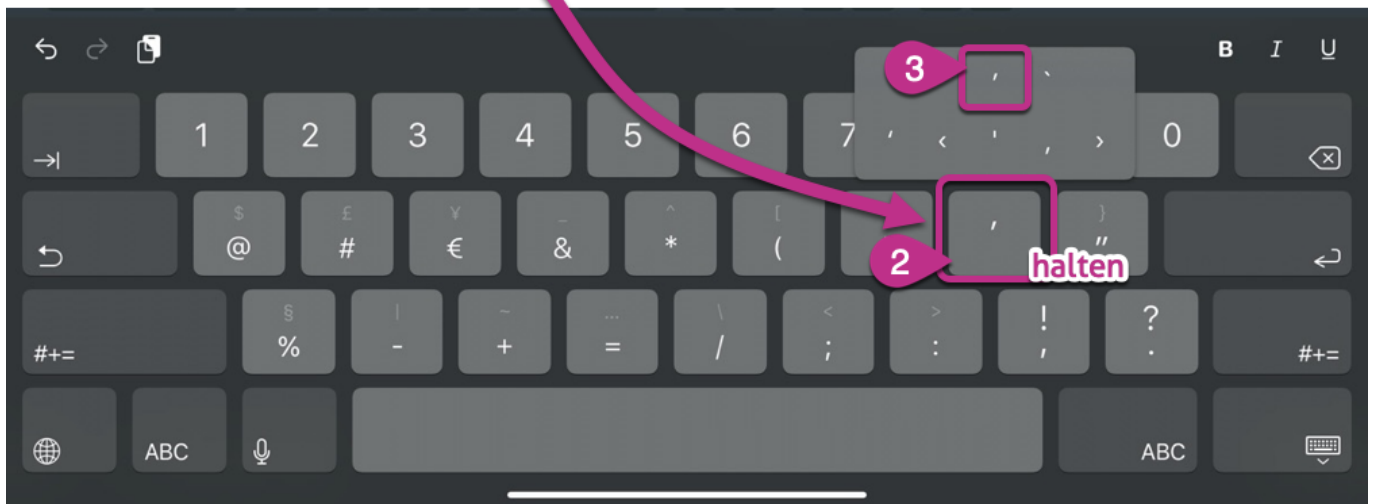 B I U
3 ′ `
1 2 3 4 5 6 7 ‘ ‹ ' ‚ › 0
$ £ ¥ _ ^ [ }
@ # € & * ( 2 ′ "
halten
§ | ~ ... \ < > ! ?
#+= % - + = / ; : , . #+=
ABC ABC